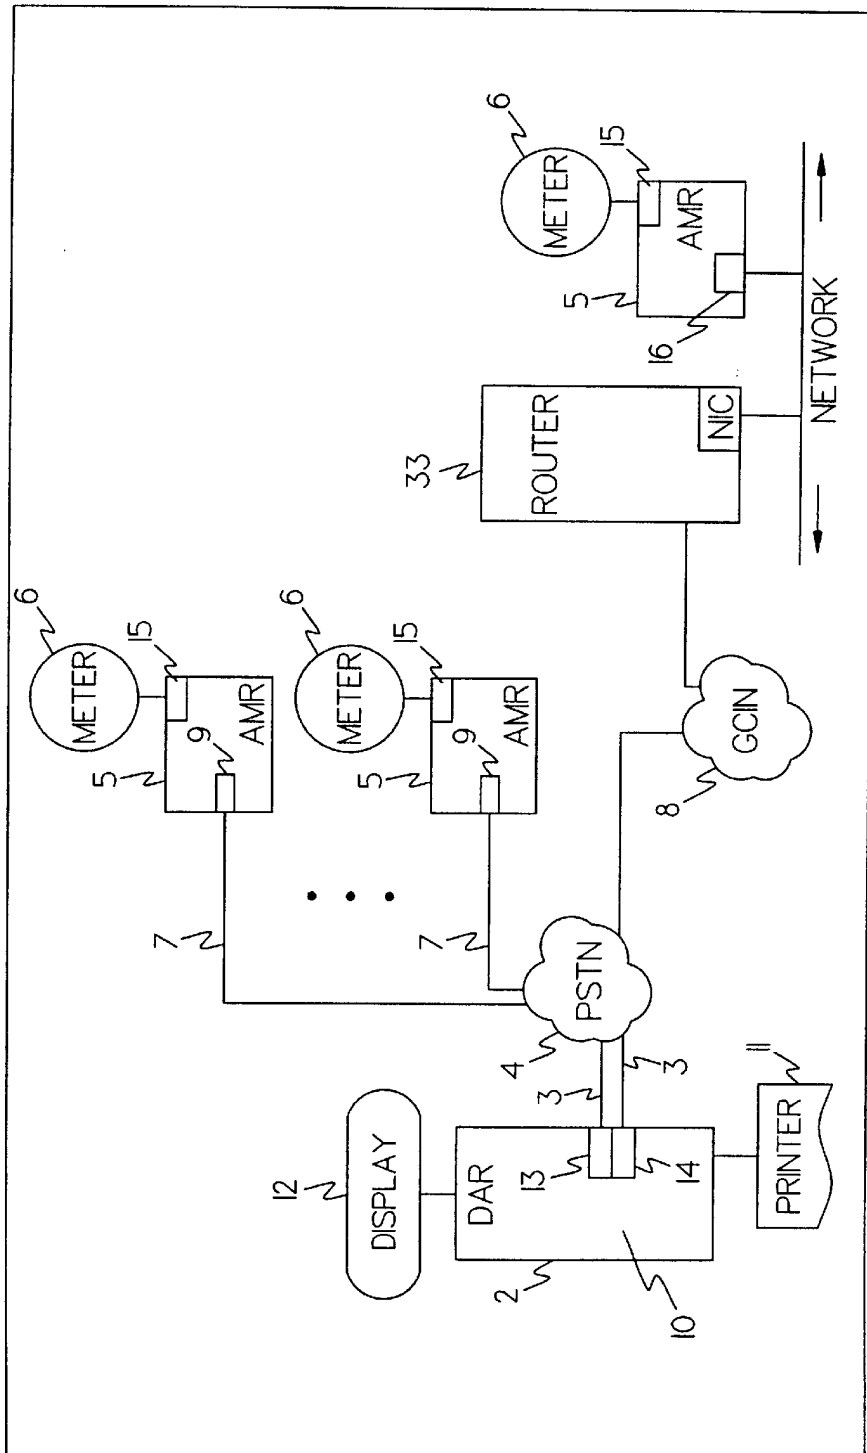 12
DISPLAY
DAR
13
14
2
10
11
PRINTER
3
3
4
PSTN
7
7
6
METER
15
5
9
AMR
6
METER
15
5
9
AMR
8
GCIN
33
ROUTER
NIC
6
METER
15
5
AMR
16
NETWORK